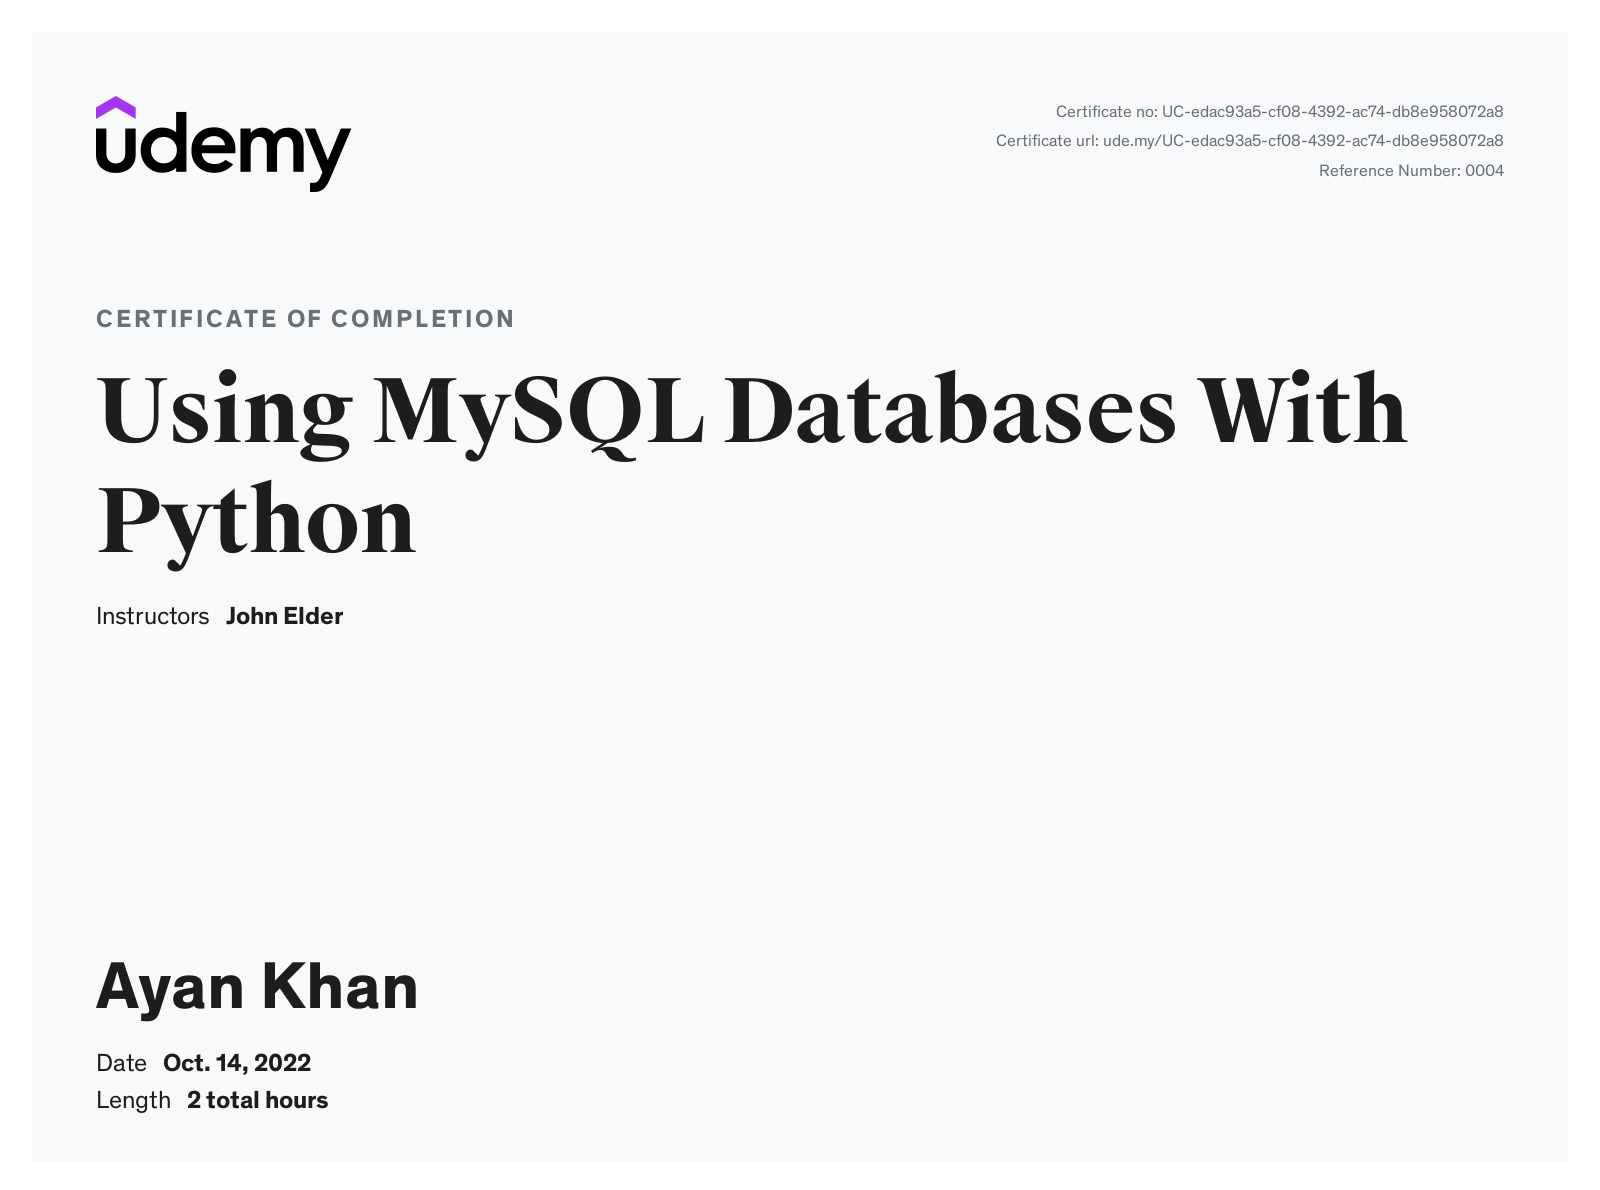 udemy
Certificate no: UC-edac93a5-cf08-4392-ac74-db8e958072a8
Certificate url: ude.my/UC-edac93a5-cf08-4392-ac74-db8e958072a8
Reference Number: 0004
CERTIFICATE OF COMPLETION
Using MySQL Databases With
Python
Instructors John Elder
Ayan Khan
Date Oct. 14, 2022
Length 2 total hours